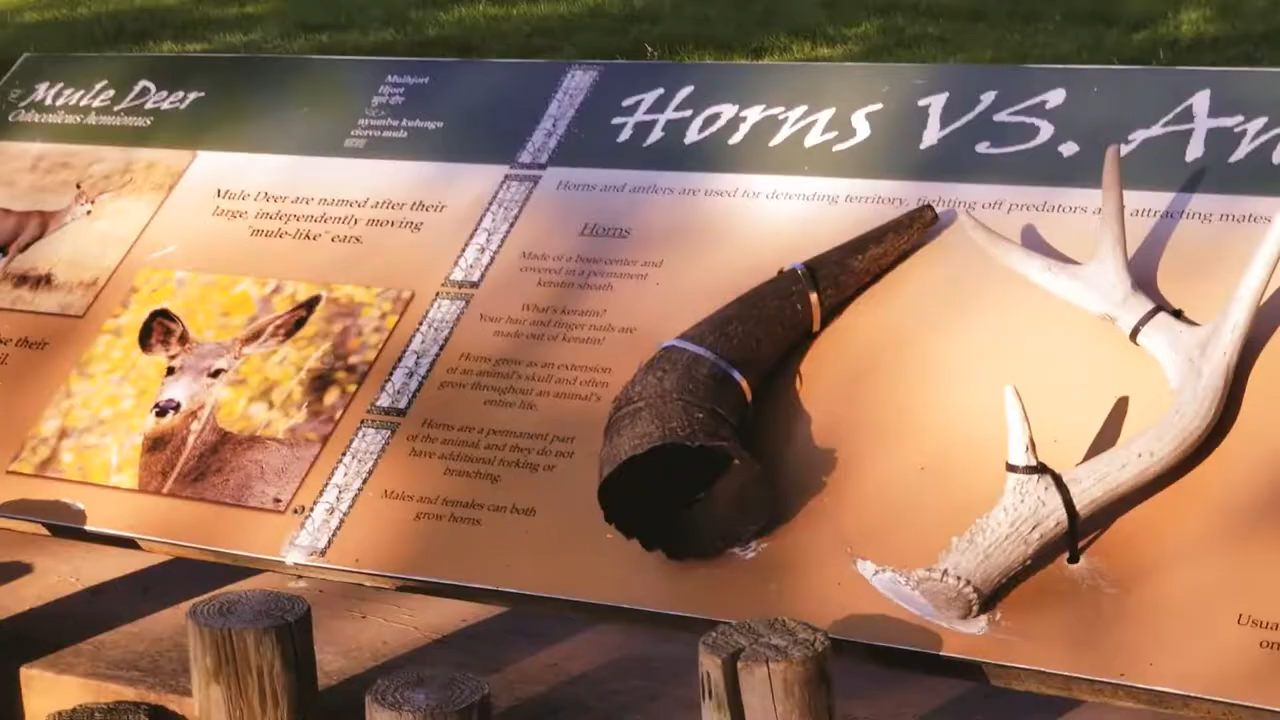 Mule Deer
Odocoileus hemionus
Mulhjort
Hjort
nyumbu kufungo
ciervo mula
Mule Deer are named after their
large, independently moving
"mule-like" ears.
se their
il.
Horns VS. An
Horns and antlers are used for defending territory, fighting off predators a attracting mates
Horns
Made of a bone center and
covered in a permanent
keratin sheath.
What's keratin?
Your hair and finger nails are
made out of keratin!
Horns grow as an extension
of an animal's skull and often
grow throughout an animal's
entire life.
Horns are a permanent part
of the animal, and they do not
have additional forking or
branching.
Males and females can both
grow horns.
Usua
on